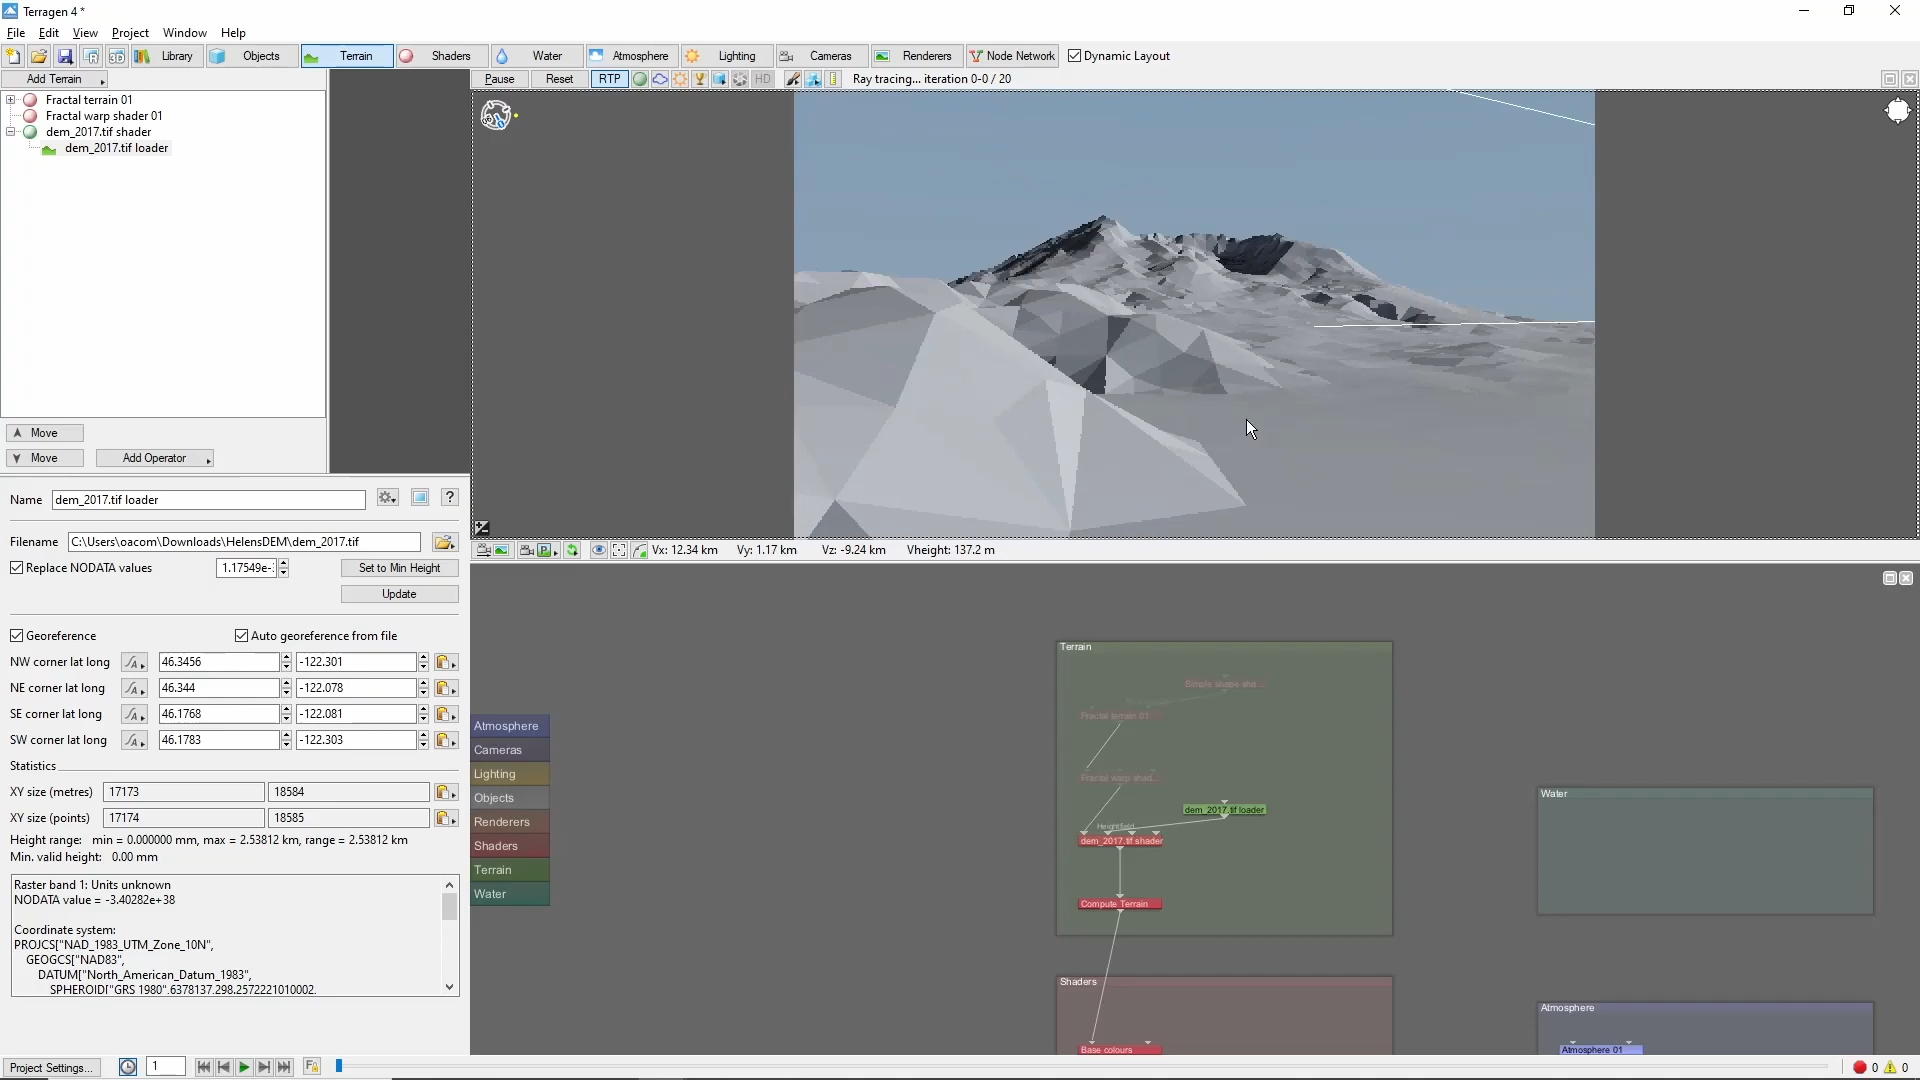 Terragen 4 *
File Edit View Project Window Help
Library Objects Terrain Shaders Water Atmosphere Lighting Cameras Renderers Node Network Dynamic Layout
Add Terrain
Pause Reset RTP HD Ray tracing... iteration 0-0 / 20
Fractal terrain 01
Fractal warp shader 01
dem_2017.tif shader
dem_2017.tif loader
Move
Move Add Operator
Name dem_2017.tif loader ?
Filename C:\Users\oacom\Downloads\HelensDEM\dem_2017.tif
Replace NODATA values 1.17549e-: Set to Min Height
Update
Georeference Auto georeference from file
NW corner lat long 46.3456 -122.301
NE corner lat long 46.344 -122.078
SE corner lat long 46.1768 -122.081
SW corner lat long 46.1783 -122.303
Statistics
XY size (metres) 17173 18584
XY size (points) 17174 18585
Height range: min = 0.000000 mm, max = 2.53812 km, range = 2.53812 km
Min. valid height: 0.00 mm
Raster band 1: Units unknown
NODATA value = -3.40282e+38
Coordinate system:
PROJCS["NAD_1983_UTM_Zone_10N",
GEOGCS["NAD83",
DATUM["North_American_Datum_1983",
SPHEROID["GRS 1980",6378137,298.2572221010002,
Vx: 12.34 km Vy: 1.17 km Vz: -9.24 km Vheight: 137.2 m
Atmosphere
Cameras
Lighting
Objects
Renderers
Shaders
Terrain
Water
Terrain
Simple shape sha...
Fractal terrain 01
Fractal warp shad...
dem_2017.tif loader
Heightfield
dem_2017.tif shader
Compute Terrain
Shaders
Base colours
Water
Atmosphere
Atmosphere 01
Project Settings... 1 0 0